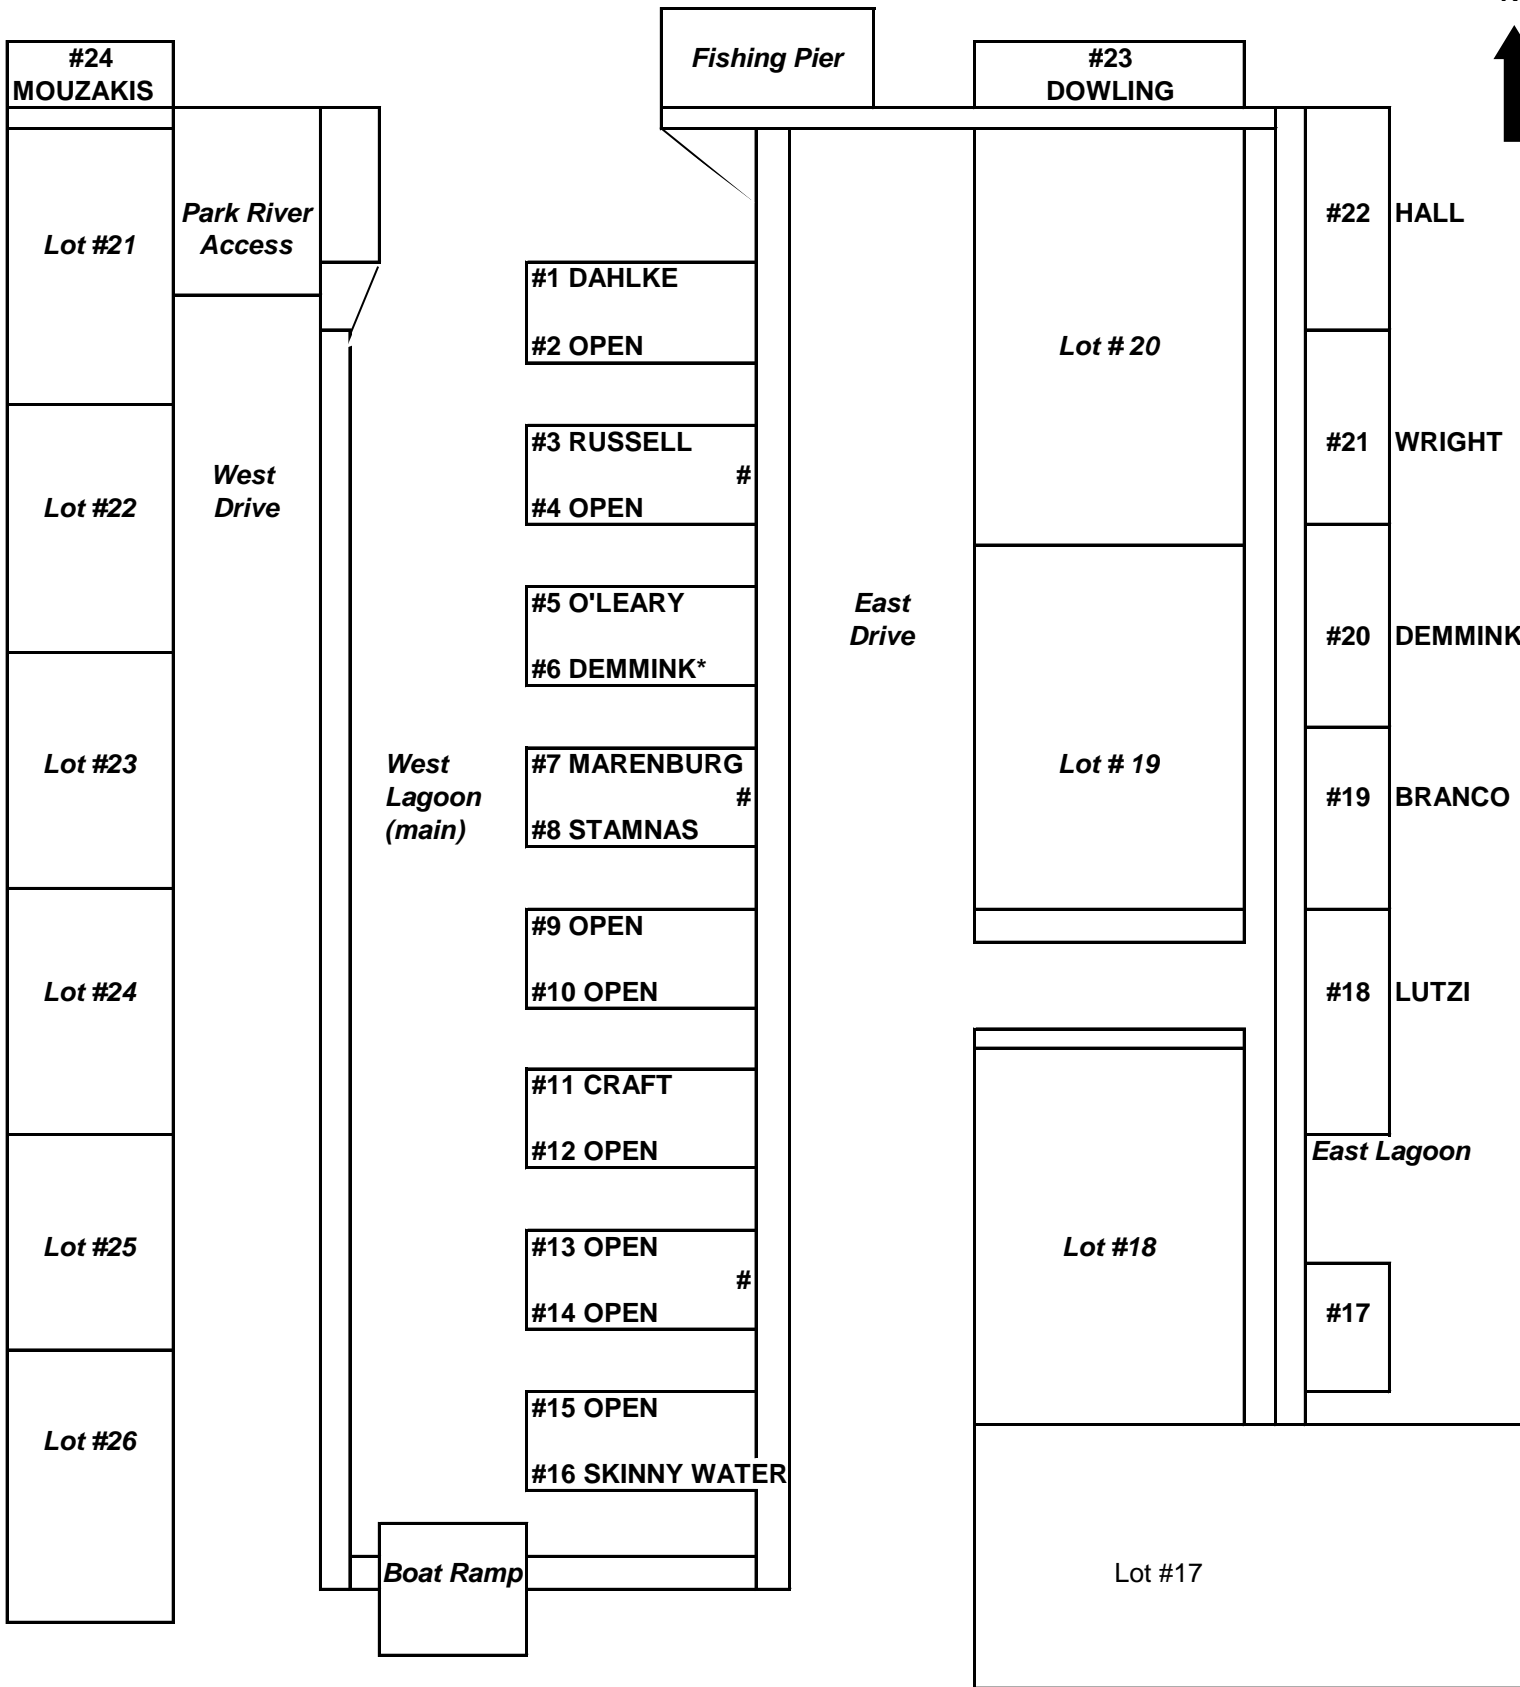 #24
MOUZAKIS
Fishing Pier
#23
DOWLING
Park River
Access
Lot #21
#22 HALL
#1 DAHLKE
#2 OPEN
Lot # 20
#3 RUSSELL
#
#4 OPEN
#21 WRIGHT
West
Drive
Lot #22
#5 O'LEARY
#6 DEMMINK*
East
Drive
#20 DEMMINK
Lot #23
West
Lagoon
(main)
#7 MARENBURG
#
#8 STAMNAS
Lot # 19
#19 BRANCO
#9 OPEN
#10 OPEN
Lot #24
#18 LUTZI
#11 CRAFT
#12 OPEN
East Lagoon
Lot #25
#13 OPEN
#
#14 OPEN
Lot #18
#17
#15 OPEN
#16 SKINNY WATER
Lot #26
Boat Ramp
Lot #17